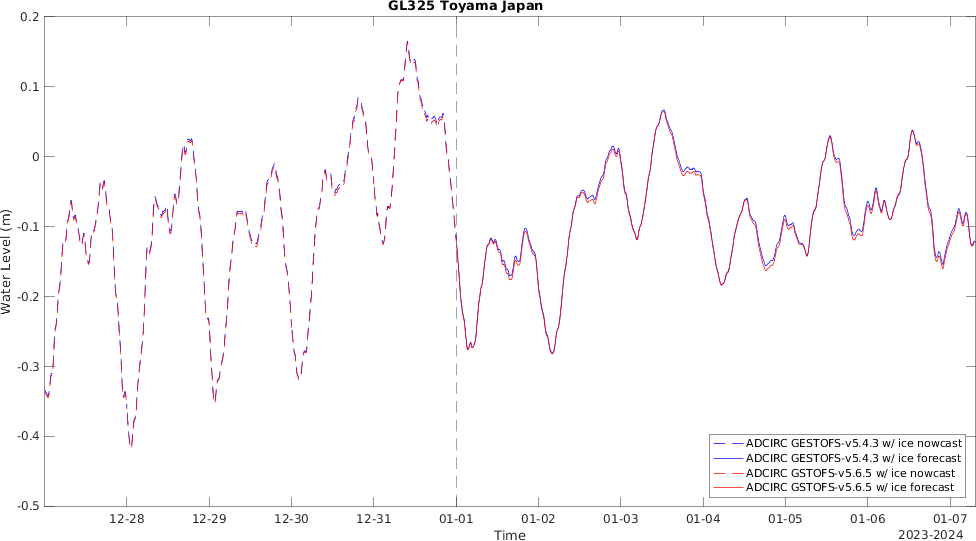 GL325 Toyama Japan
0.2
0.1
0
-0.1
-0.2
-0.3
-0.4
-0.5
Water Level (m)
ADCIRC GESTOFS-v5.4.3 w/ ice nowcast
ADCIRC GESTOFS-v5.4.3 w/ ice forecast
ADCIRC GSTOFS-v5.6.5 w/ ice nowcast
ADCIRC GSTOFS-v5.6.5 w/ ice forecast
12-28 12-29 12-30 12-31 01-01 01-02 01-03 01-04 01-05 01-06 01-07
Time
2023-2024